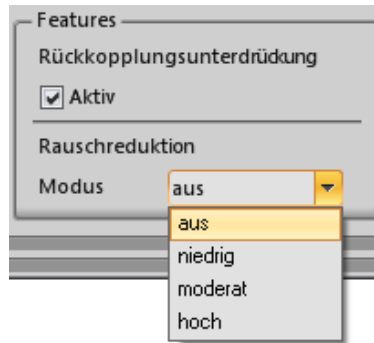 Features
Rückkopplungsunterdrückung
Aktiv
Rauschreduktion
Modus aus
aus
niedrig
moderat
hoch